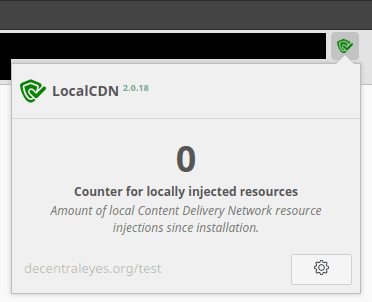 LocalCDN 2.0.18
0
Counter for locally injected resources
Amount of local Content Delivery Network resource
injections since installation.
decentraleyes.org/test